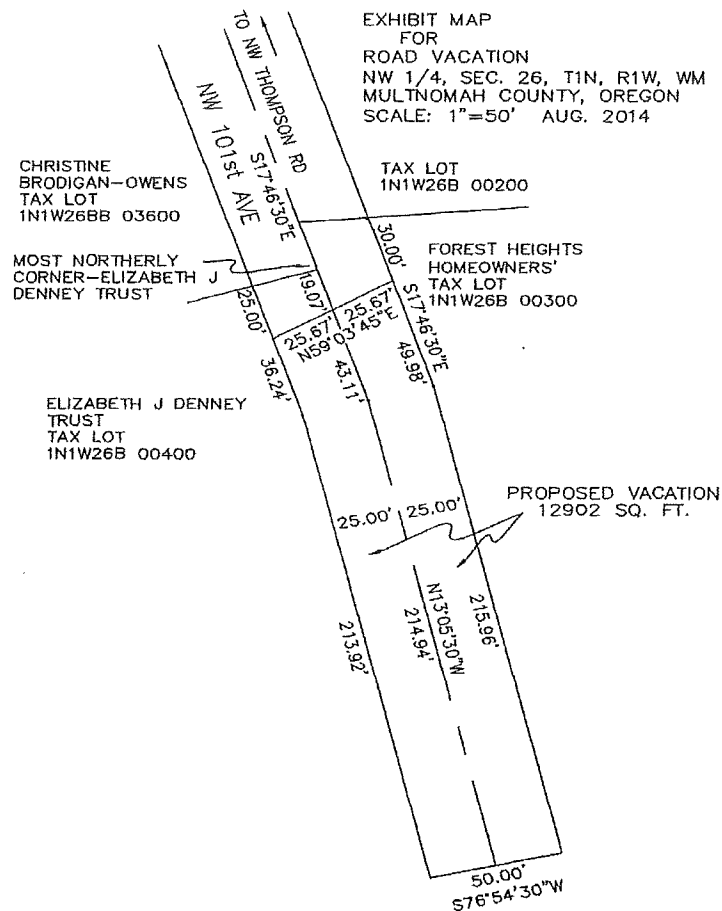 EXHIBIT MAP
FOR
ROAD VACATION
NW 1/4, SEC. 26, T1N, R1W, WM
MULTNOMAH COUNTY, OREGON
SCALE: 1"=50' AUG. 2014
TO NW THOMPSON RD
NW 101st AVE
S17°46'30"E
CHRISTINE
BRODIGAN-OWENS
TAX LOT
1N1W26BB 03600
TAX LOT
1N1W26B 00200
MOST NORTHERLY
CORNER-ELIZABETH J
DENNEY TRUST
FOREST HEIGHTS
HOMEOWNERS'
TAX LOT
1N1W26B 00300
30.00'
19.07'
25.00'
S17°46'30"E
25.67' 25.67'
N59°03'45"E
36.24'
43.11'
49.98'
ELIZABETH J DENNEY
TRUST
TAX LOT
1N1W26B 00400
PROPOSED VACATION
12902 SQ. FT.
25.00' 25.00'
213.92'
N13°05'30"W
214.94'
215.96'
50.00'
S76°54'30"W